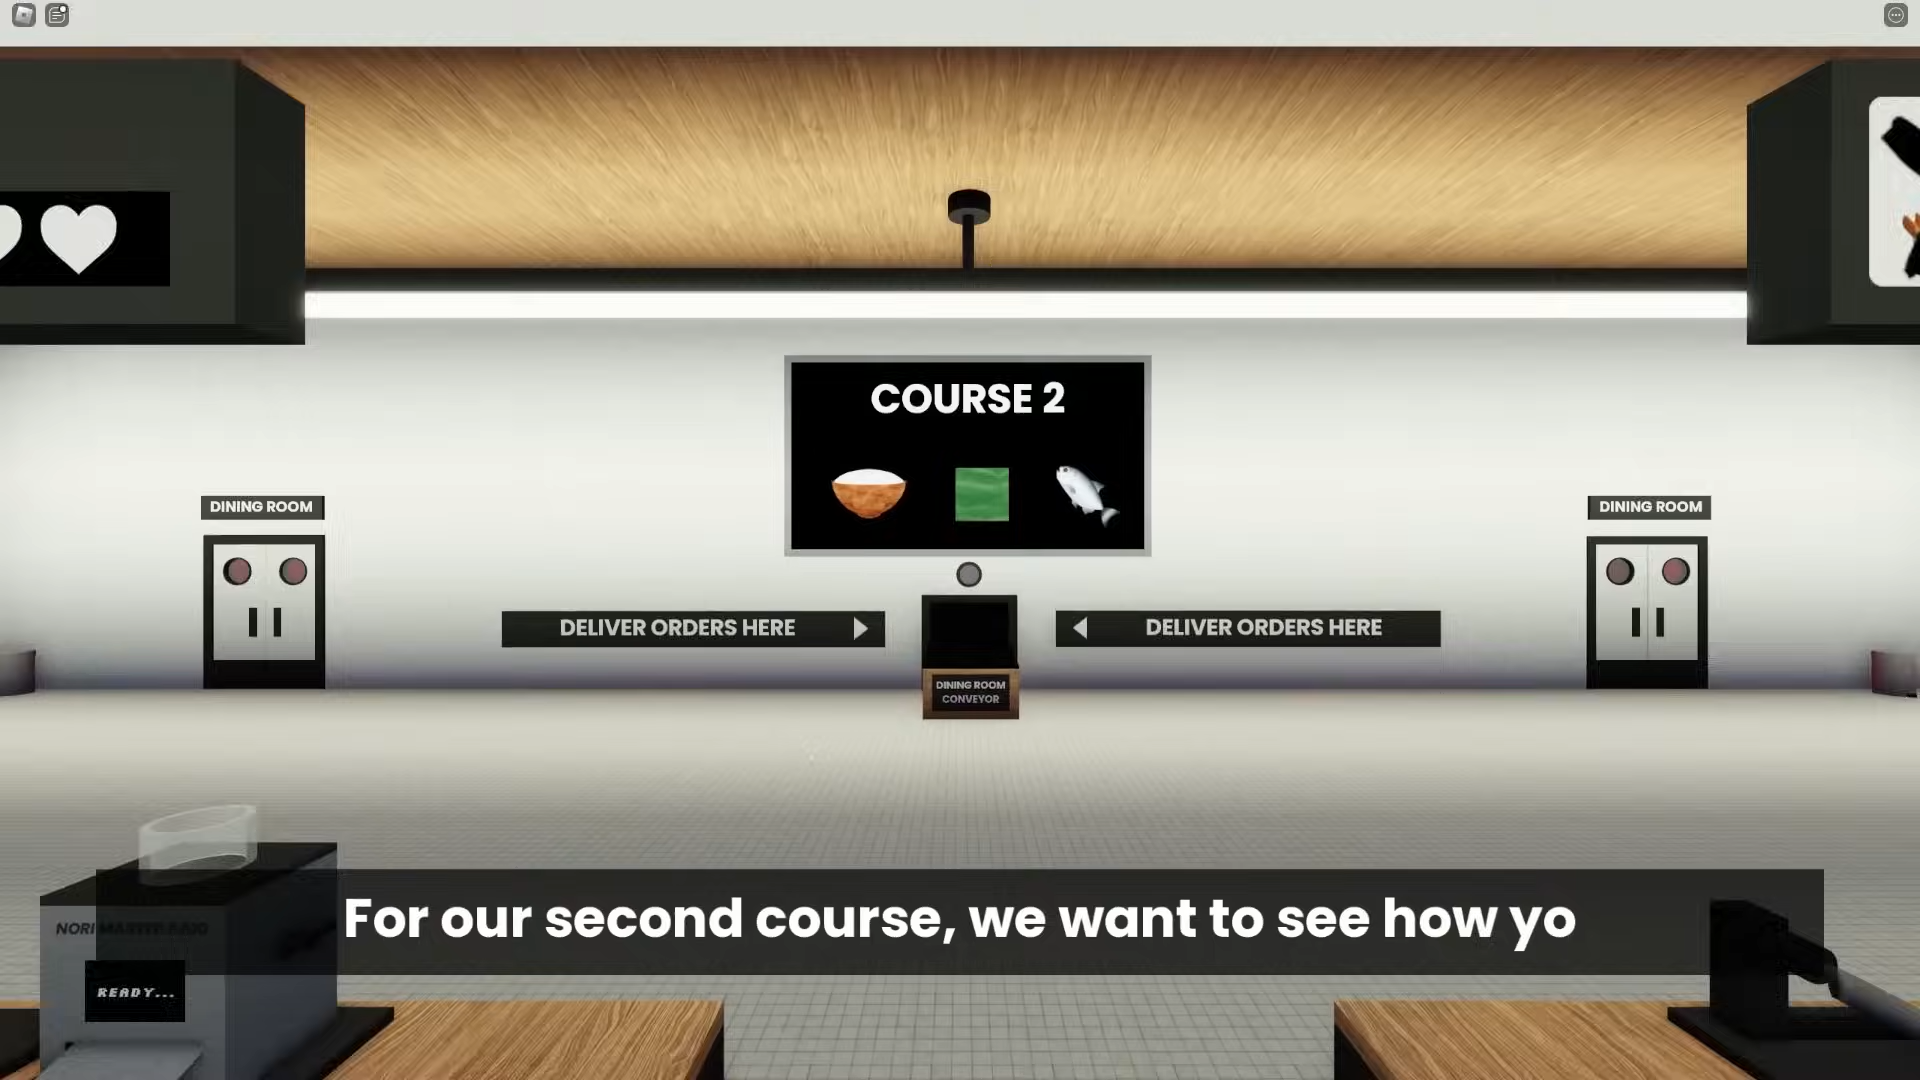 COURSE 2
DINING ROOM
DINING ROOM
DELIVER ORDERS HERE
DELIVER ORDERS HERE
DINING ROOM
CONVEYOR
For our second course, we want to see how yo
NORI MASTER
READY...